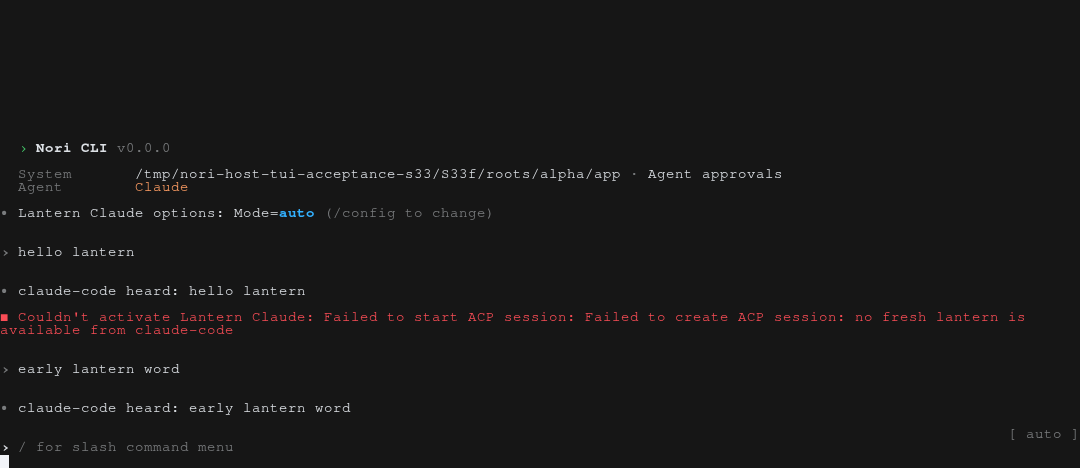 › Nori CLI v0.0.0
System /tmp/nori-host-tui-acceptance-s33/S33f/roots/alpha/app · Agent approvals
Agent Claude
• Lantern Claude options: Mode=auto (/config to change)
› hello lantern
• claude-code heard: hello lantern
■ Couldn't activate Lantern Claude: Failed to start ACP session: Failed to create ACP session: no fresh lantern is
available from claude-code
› early lantern word
• claude-code heard: early lantern word
[ auto ]
› / for slash command menu